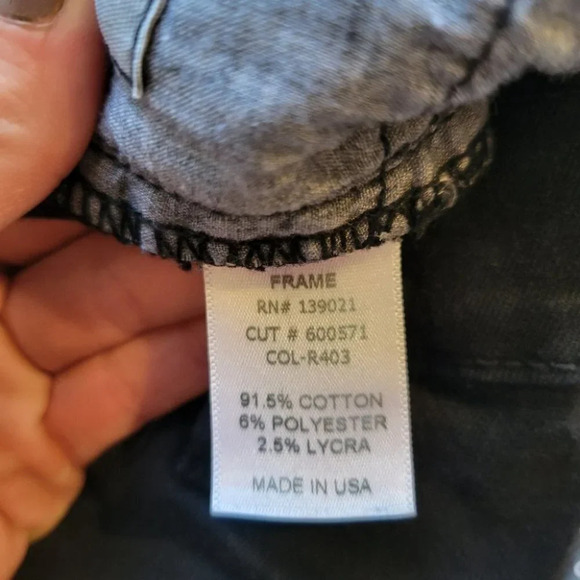 FRAME
RN# 139021
CUT # 600571
COL-R403
91.5% COTTON
6% POLYESTER
2.5% LYCRA
MADE IN USA